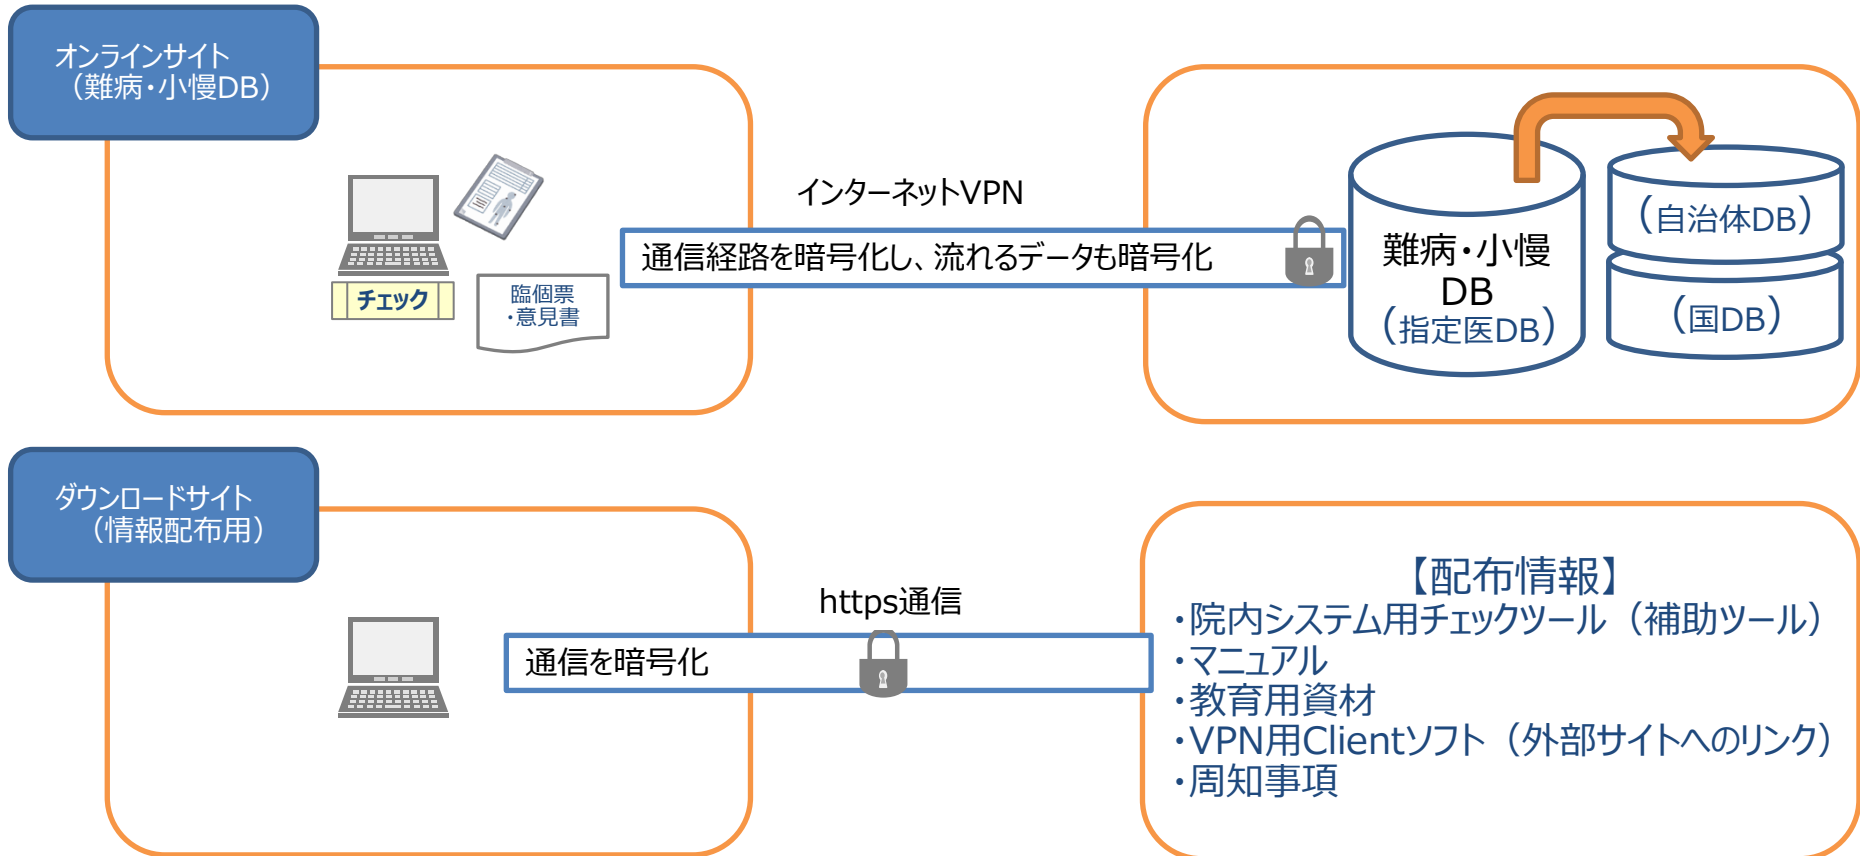 オンラインサイト
（難病・小慢DB）
インターネットVPN
通信経路を暗号化し、流れるデータも暗号化
チェック
臨個票
・意見書
難病・小慢
DB
（指定医DB）
（自治体DB）
（国DB）
ダウンロードサイト
（情報配布用）
https通信
通信を暗号化
【配布情報】
・院内システム用チェックツール（補助ツール）
・マニュアル
・教育用資材
・VPN用Clientソフト（外部サイトへのリンク）
・周知事項